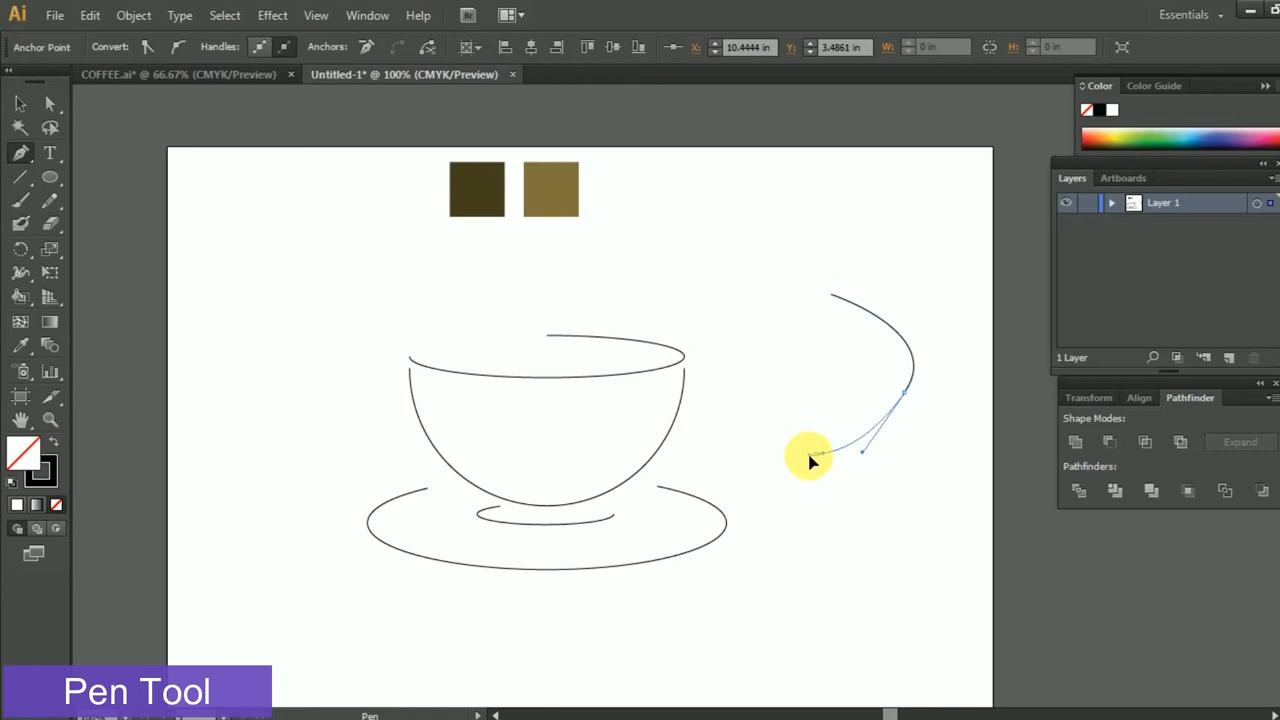 Ai File Edit Object Type Select Effect View Window Help Br Essentials
Anchor Point Convert: Handles: Anchors: X: 10.4444 in Y: 3.4861 in W: 0 in H: 0 in
COFFEE.ai* @ 66.67% (CMYK/Preview) × Untitled-1* @ 100% (CMYK/Preview) ×
Color Color Guide
Layers Artboards
Layer 1
1 Layer
Transform Align Pathfinder
Shape Modes:
Expand
Pathfinders:
Pen Tool
Pen